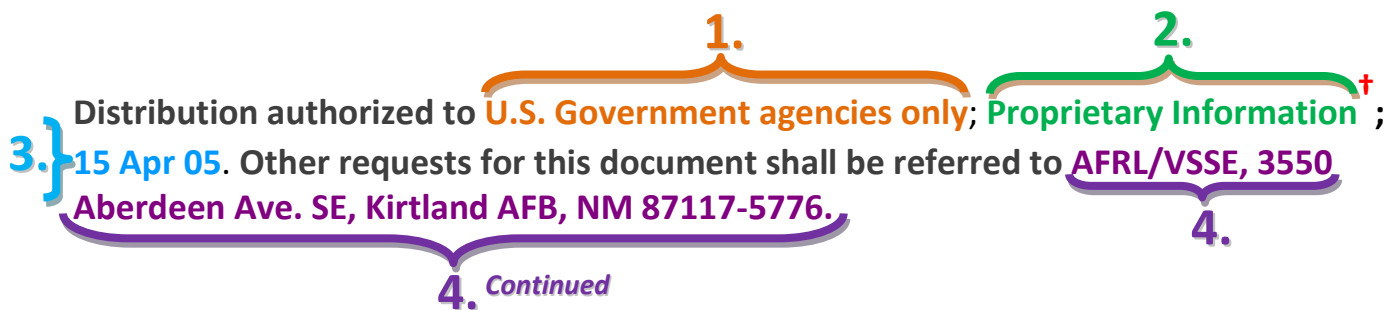 1. 2.
Distribution authorized to U.S. Government agencies only; Proprietary Information† ;
3. 15 Apr 05. Other requests for this document shall be referred to AFRL/VSSE, 3550
Aberdeen Ave. SE, Kirtland AFB, NM 87117-5776.
4.
4. Continued